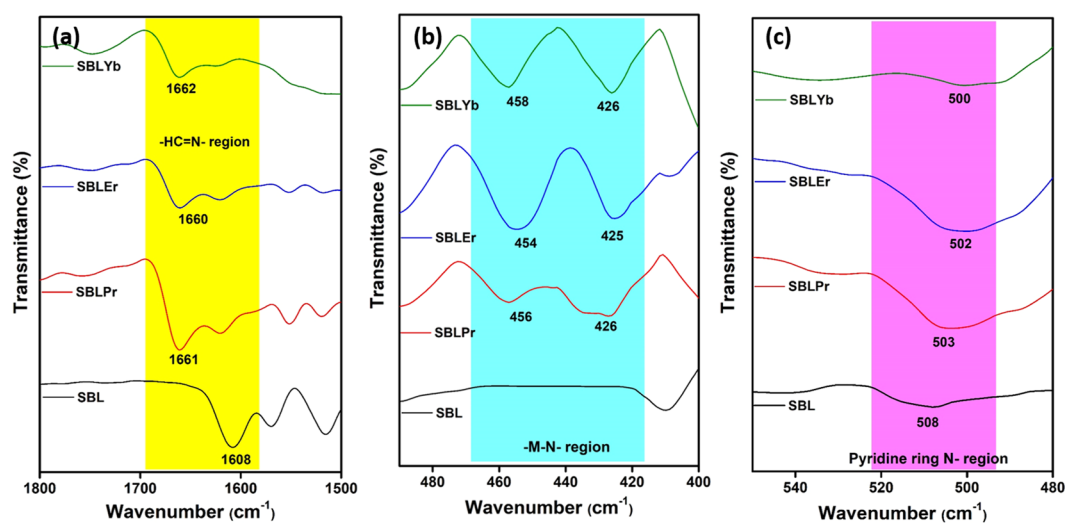 (a)
SBLYb
1662
-HC=N- region
SBLEr
1660
SBLPr
1661
SBL
1608
Transmittance (%)
1800 1700 1600 1500
Wavenumber (cm-1)
(b)
SBLYb
458 426
SBLEr
454 425
SBLPr
456 426
SBL
-M-N- region
Transmittance (%)
480 460 440 420 400
Wavenumber (cm-1)
(c)
SBLYb
500
SBLEr
502
SBLPr
503
SBL
508
Pyridine ring N- region
Transmittance (%)
540 520 500 480
Wavenumber (cm-1)